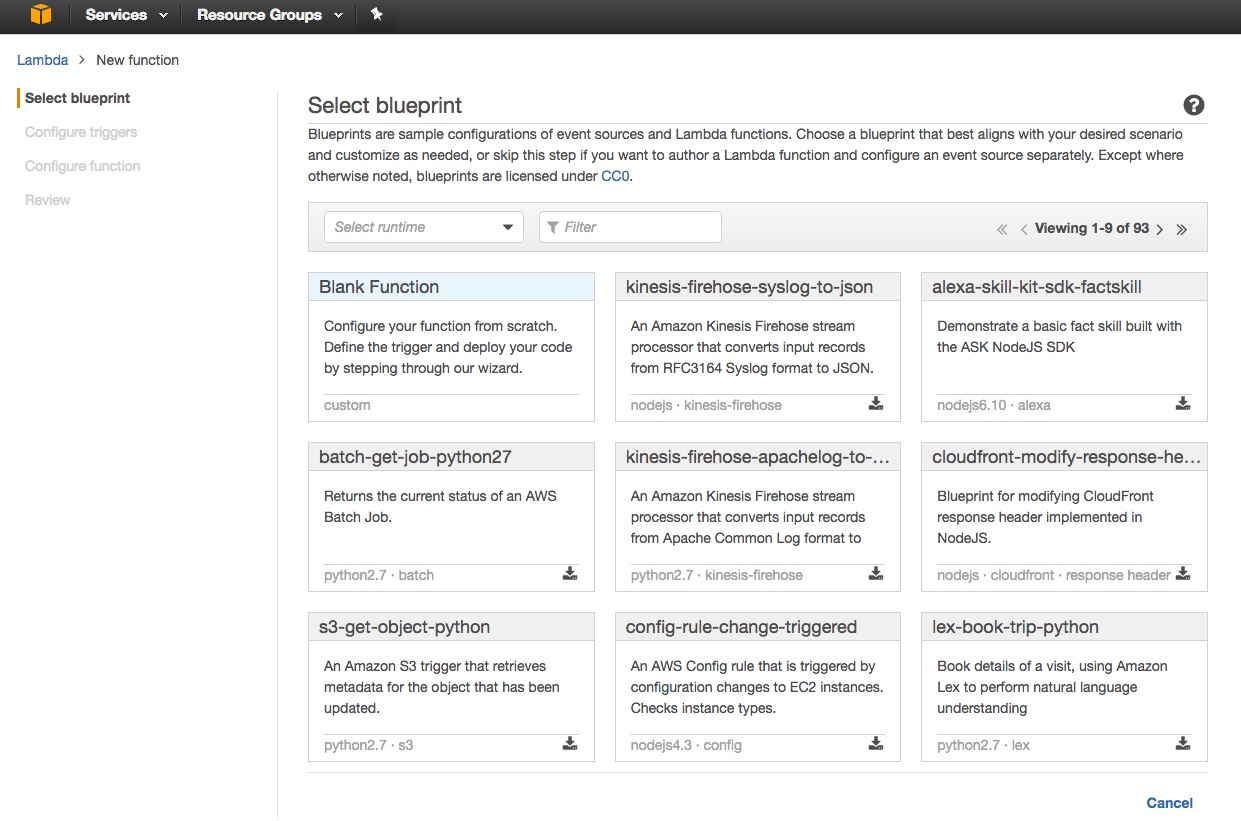 Services Resource Groups
Lambda > New function
Select blueprint
Configure triggers
Configure function
Review
Select blueprint
Blueprints are sample configurations of event sources and Lambda functions. Choose a blueprint that best aligns with your desired scenario
and customize as needed, or skip this step if you want to author a Lambda function and configure an event source separately. Except where
otherwise noted, blueprints are licensed under CC0.
Select runtime Filter « ‹ Viewing 1-9 of 93 › »
Blank Function
Configure your function from scratch.
Define the trigger and deploy your code
by stepping through our wizard.
custom
kinesis-firehose-syslog-to-json
An Amazon Kinesis Firehose stream
processor that converts input records
from RFC3164 Syslog format to JSON.
nodejs · kinesis-firehose
alexa-skill-kit-sdk-factskill
Demonstrate a basic fact skill built with
the ASK NodeJS SDK
nodejs6.10 · alexa
batch-get-job-python27
Returns the current status of an AWS
Batch Job.
python2.7 · batch
kinesis-firehose-apachelog-to-...
An Amazon Kinesis Firehose stream
processor that converts input records
from Apache Common Log format to
python2.7 · kinesis-firehose
cloudfront-modify-response-he...
Blueprint for modifying CloudFront
response header implemented in
NodeJS.
nodejs · cloudfront · response header
s3-get-object-python
An Amazon S3 trigger that retrieves
metadata for the object that has been
updated.
python2.7 · s3
config-rule-change-triggered
An AWS Config rule that is triggered by
configuration changes to EC2 instances.
Checks instance types.
nodejs4.3 · config
lex-book-trip-python
Book details of a visit, using Amazon
Lex to perform natural language
understanding
python2.7 · lex
Cancel